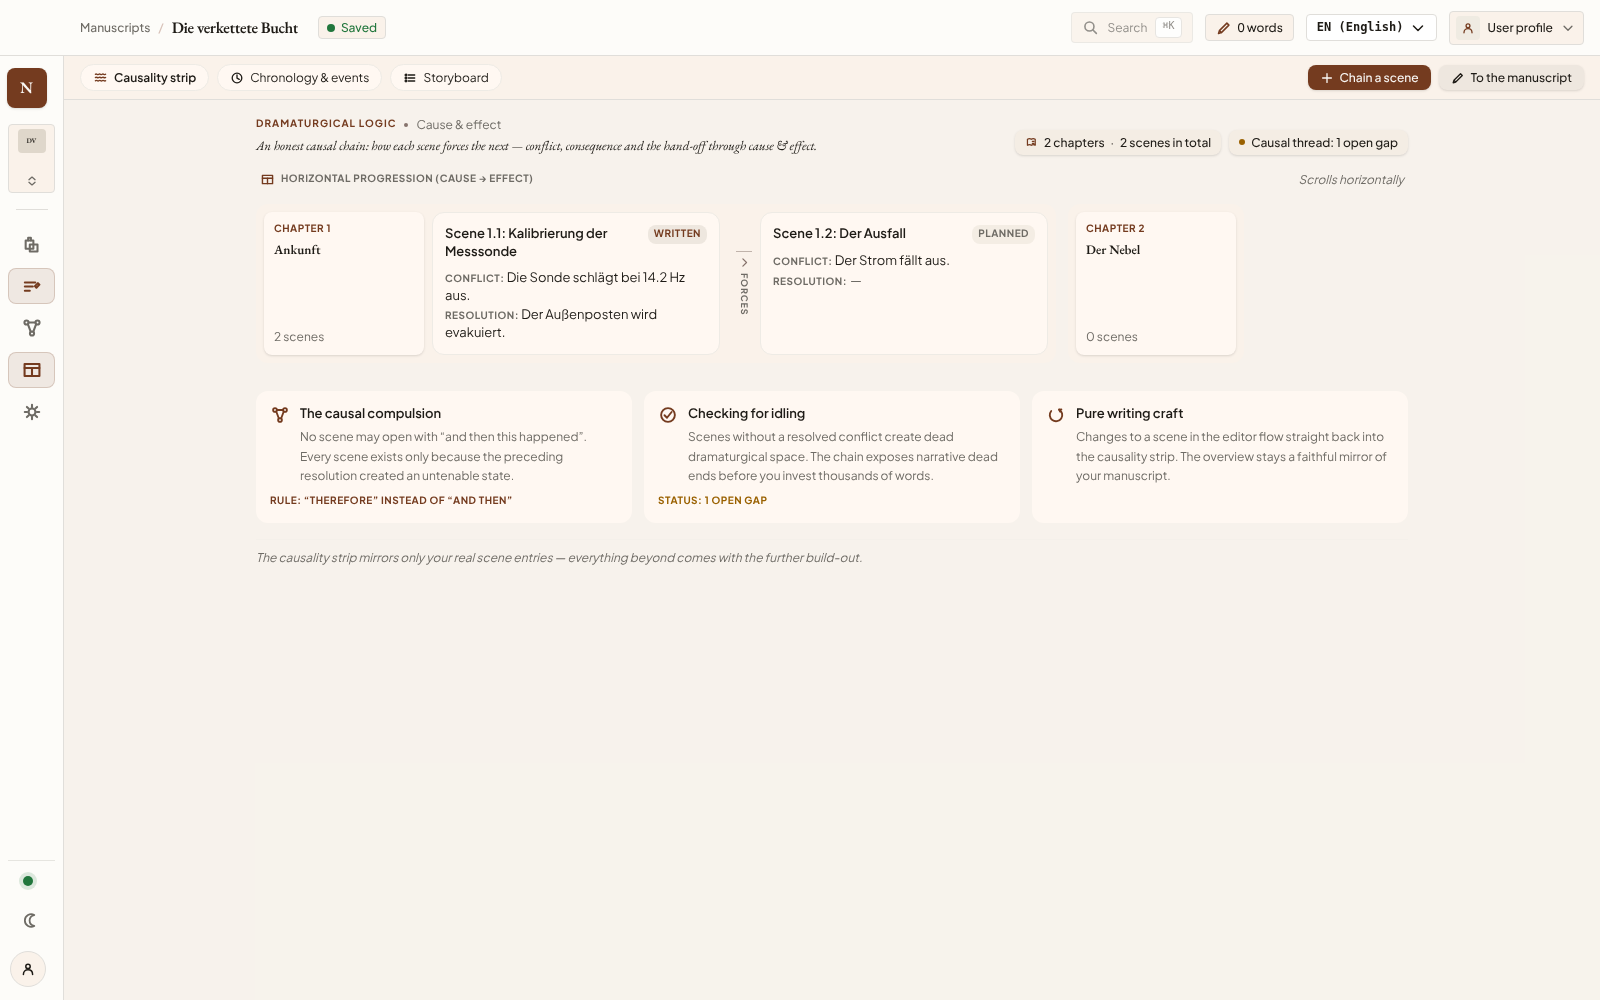 Manuscripts / Die verkettete Bucht
Saved
Search ⌘K
0 words
EN (English)
User profile
N
DV
Causality strip
Chronology & events
Storyboard
Chain a scene
To the manuscript
DRAMATURGICAL LOGIC • Cause & effect
An honest causal chain: how each scene forces the next — conflict, consequence and the hand-off through cause & effect.
2 chapters · 2 scenes in total
Causal thread: 1 open gap
HORIZONTAL PROGRESSION (CAUSE → EFFECT)
Scrolls horizontally
CHAPTER 1
Ankunft
2 scenes
Scene 1.1: Kalibrierung der
Messsonde
WRITTEN
CONFLICT: Die Sonde schlägt bei 14.2 Hz
aus.
RESOLUTION: Der Außenposten wird
evakuiert.
FORCES
Scene 1.2: Der Ausfall
PLANNED
CONFLICT: Der Strom fällt aus.
RESOLUTION: —
CHAPTER 2
Der Nebel
0 scenes
The causal compulsion
No scene may open with “and then this happened”.
Every scene exists only because the preceding
resolution created an untenable state.
RULE: “THEREFORE” INSTEAD OF “AND THEN”
Checking for idling
Scenes without a resolved conflict create dead
dramaturgical space. The chain exposes narrative dead
ends before you invest thousands of words.
STATUS: 1 OPEN GAP
Pure writing craft
Changes to a scene in the editor flow straight back into
the causality strip. The overview stays a faithful mirror of
your manuscript.
The causality strip mirrors only your real scene entries — everything beyond comes with the further build-out.